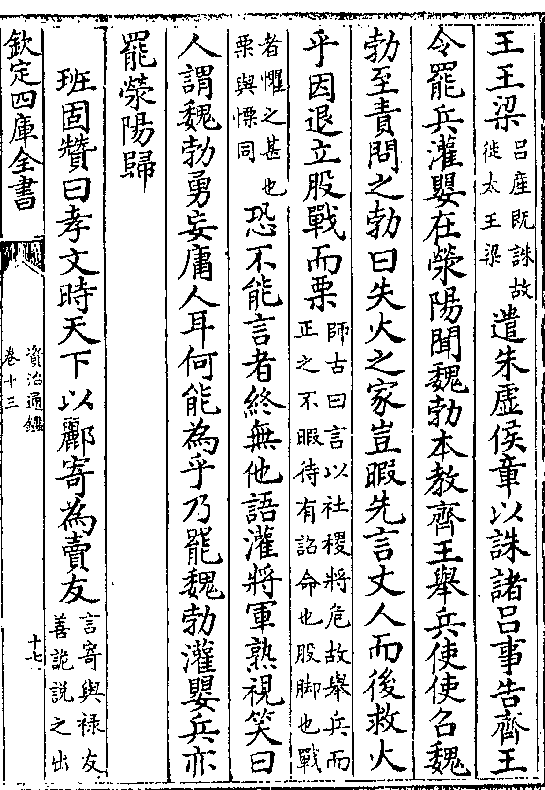 王王梁呂産既誅故徙太王梁遣朱虚侯章以誅諸吕事告齊王
令罷兵灌嬰在滎陽聞魏勃本教齊王舉兵使使召魏
勃至責問之勃曰失火之家豈暇先言丈人而後救火
乎因退立股戰而栗師古曰言以社稷將危故舉兵而正之不暇待有詔命也股脚也戰
者懼之甚也栗與慄同恐不能言者終無他語灌將軍熟視笑曰
人謂魏勃勇妄庸人耳何能為乎乃罷魏勃灌嬰兵亦
罷滎陽歸
班固贊曰孝文時天下以酈寄為賣友言寄與禄友善詭説之出
欽定四庫全書
資治通鑑
卷十三
十七